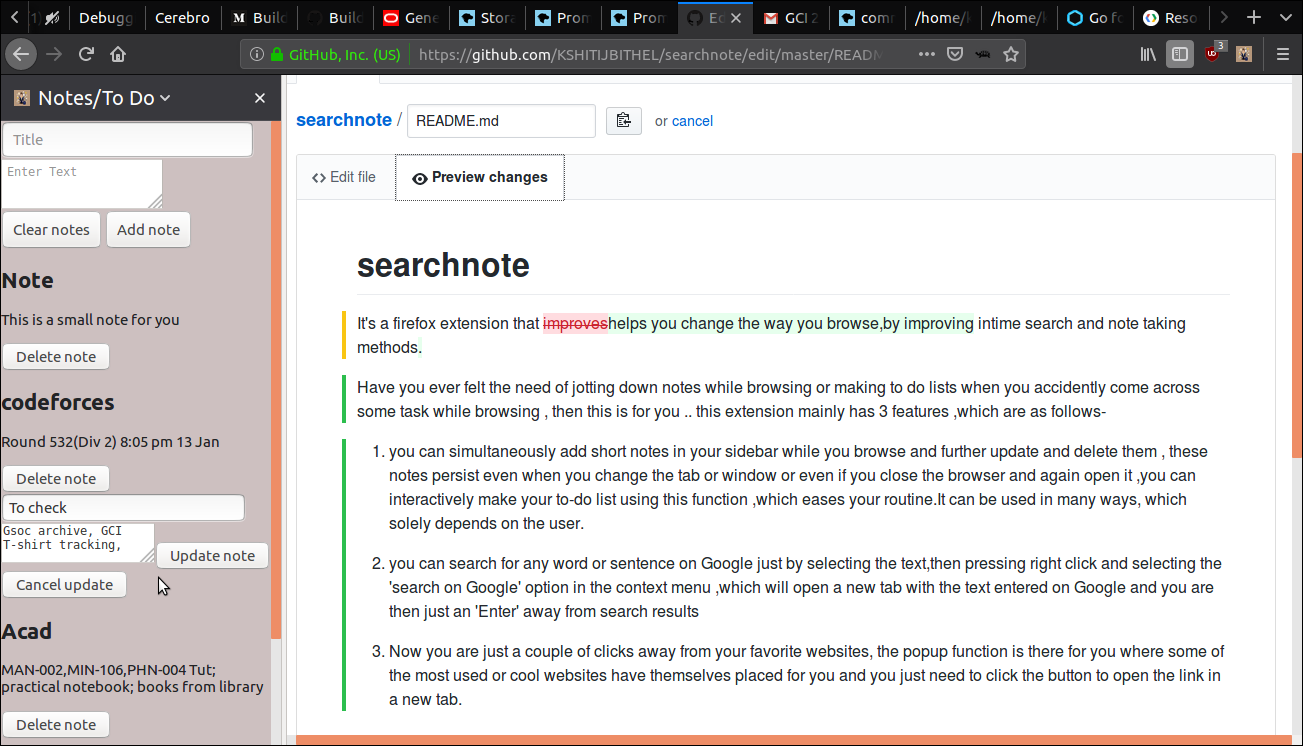 Debugg
Cerebro
M Buil
Buil
Gene
Stora
Prom
Prom
Ec
GCI 2
com
/home/
/home/
Go fo
Reso
GitHub, Inc. (US)
https://github.com/KSHITIJBITHEL/searchnote/edit/master/READM
3
Notes/To Do
Title
Enter Text
Clear notes
Add note
Note
This is a small note for you
Delete note
codeforces
Round 532(Div 2) 8:05 pm 13 Jan
Delete note
To check
Gsoc archive, GCI
T-shirt tracking,
Update note
Cancel update
Acad
MAN-002,MIN-106,PHN-004 Tut;
practical notebook; books from library
Delete note
searchnote / README.md or cancel
<> Edit file
Preview changes
searchnote
It's a firefox extension that improveshelps you change the way you browse,by improving intime search and note taking
methods.
Have you ever felt the need of jotting down notes while browsing or making to do lists when you accidently come across
some task while browsing , then this is for you .. this extension mainly has 3 features ,which are as follows-
1. you can simultaneously add short notes in your sidebar while you browse and further update and delete them , these
notes persist even when you change the tab or window or even if you close the browser and again open it ,you can
interactively make your to-do list using this function ,which eases your routine.It can be used in many ways, which
solely depends on the user.
2. you can search for any word or sentence on Google just by selecting the text,then pressing right click and selecting the
'search on Google' option in the context menu ,which will open a new tab with the text entered on Google and you are
then just an 'Enter' away from search results
3. Now you are just a couple of clicks away from your favorite websites, the popup function is there for you where some of
the most used or cool websites have themselves placed for you and you just need to click the button to open the link in
a new tab.